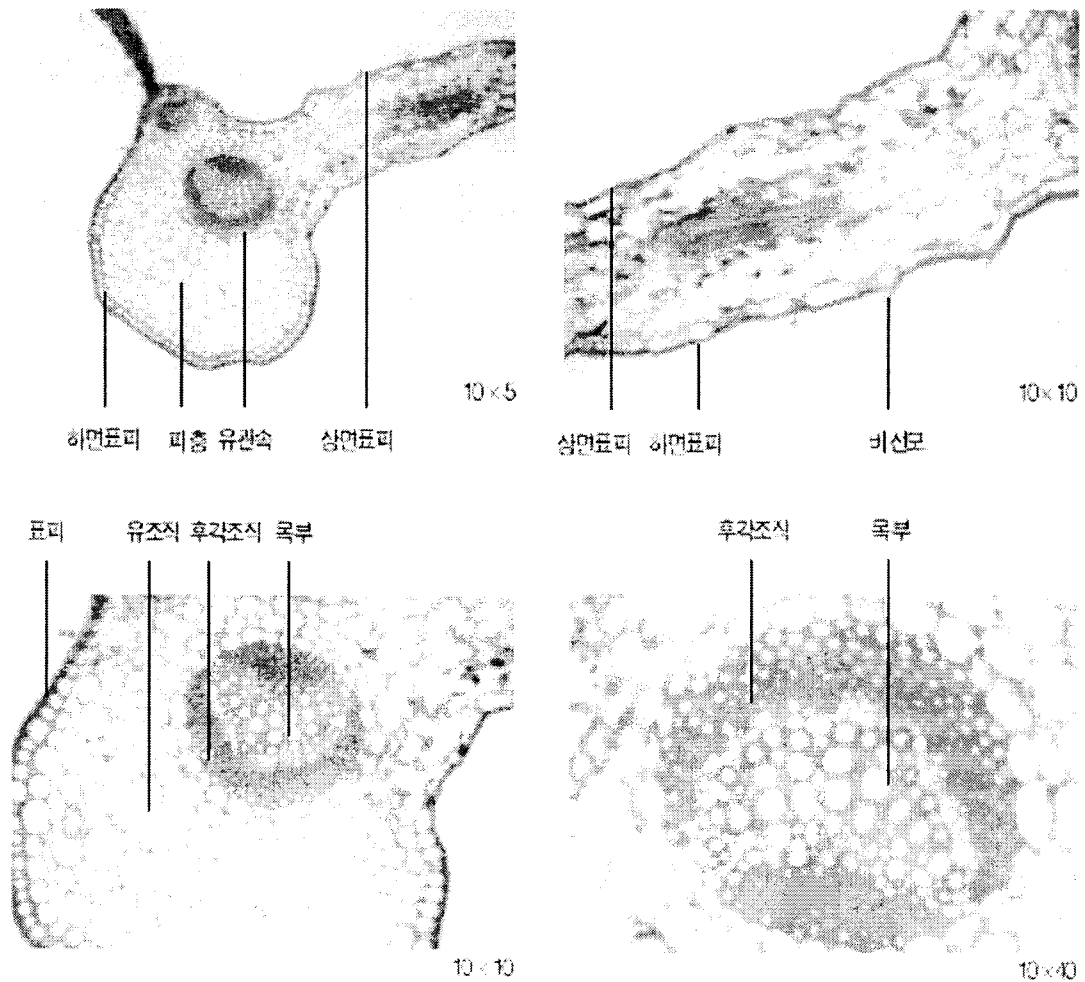 10×5
10×10
하면표피 피층 유관속 상면표피
상면표피 하면표피 비선모
표피 유조직 후각조직 목부
후각조직 목부
10×10
10×40